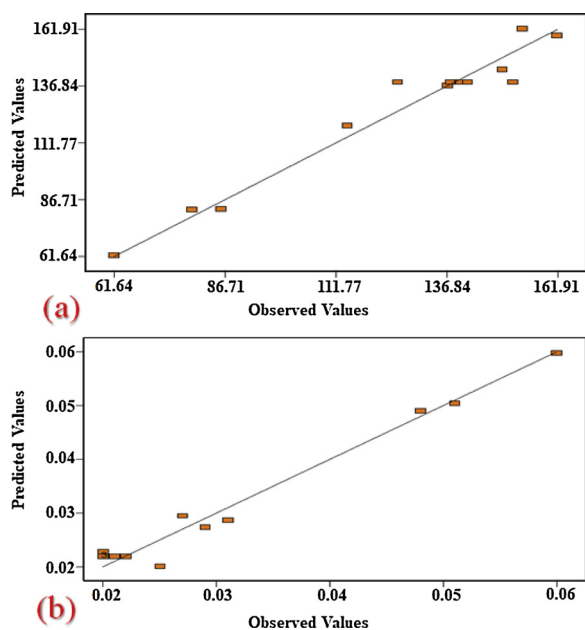 161.91
136.84
111.77
86.71
61.64
Predicted Values
61.64 86.71 111.77 136.84 161.91
Observed Values
(a)
0.06
0.05
0.04
0.03
0.02
Predicted Values
0.02 0.03 0.04 0.05 0.06
Observed Values
(b)